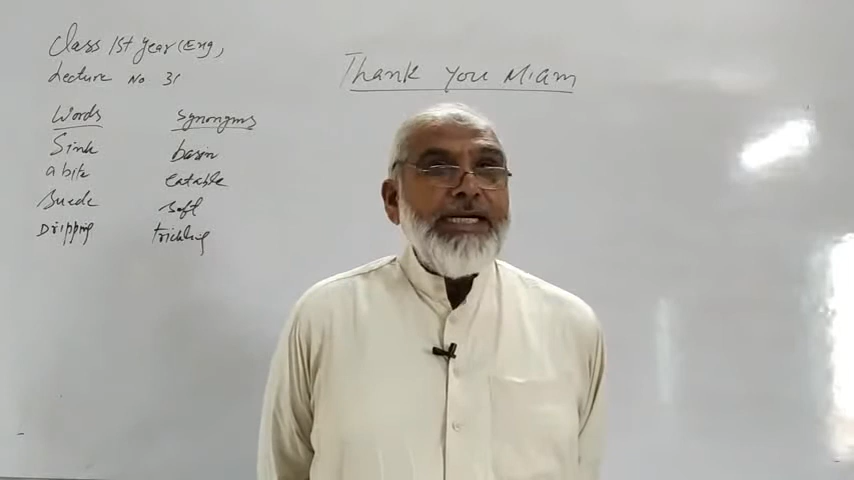 Class 1st year (Eng,
Lecture No 31
Thank You M,am
Words Synonyms
Sink basin
a bite eatable
Suede soft
Dripping trickling